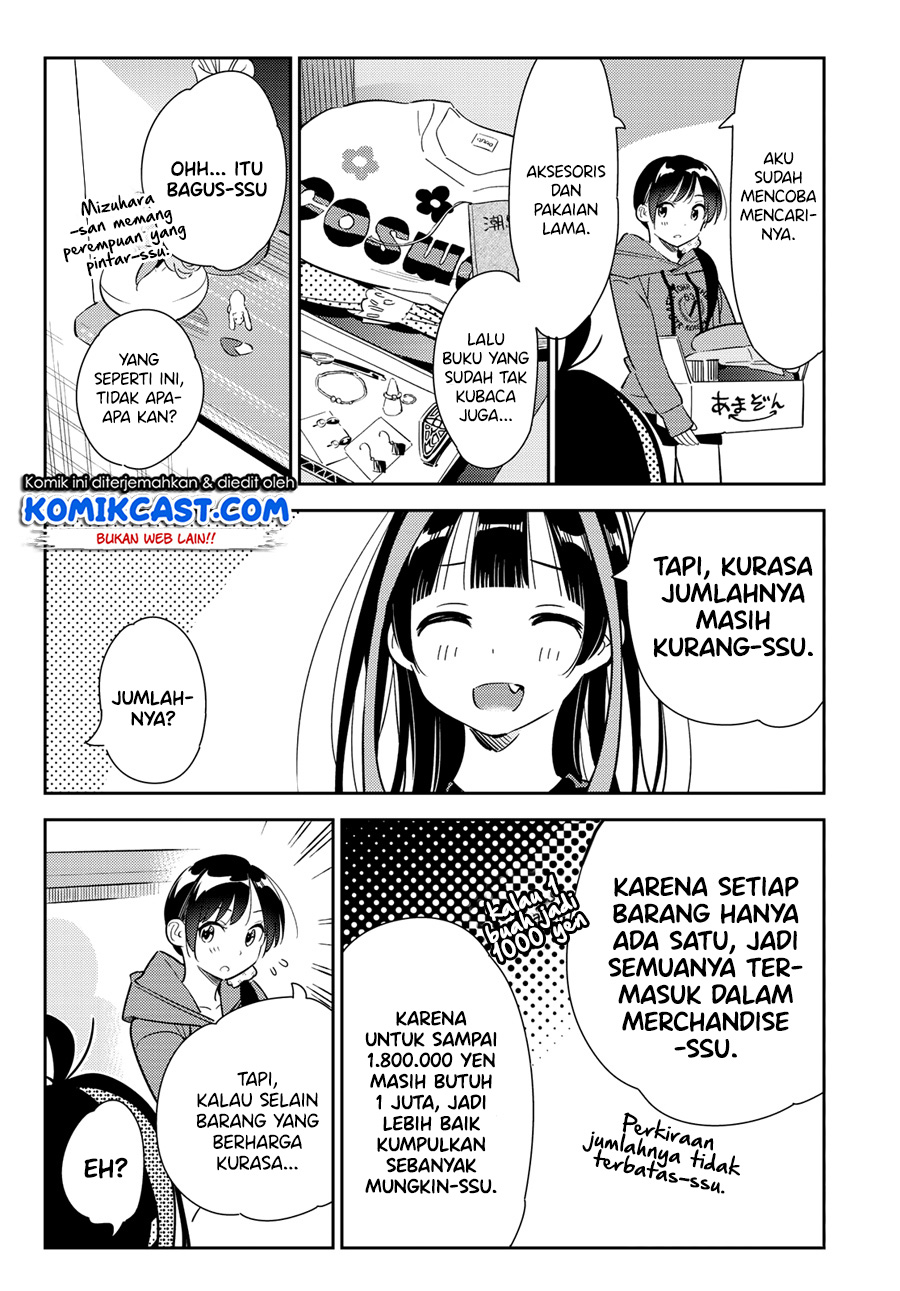 AKU
SUDAH
MENCOBA
MENCARI-
NYA.
あまぞん
AKSESORIS
DAN
PAKAIAN
LAMA.
LALU
BUKU YANG
SUDAH TAK
KUBACA
JUGA...
OHH... ITU
BAGUS-SSU
Mizuhara
-san memang
perempuan yang
pintar-ssu.
YANG
SEPERTI INI,
TIDAK APA-
APA KAN?
Komik ini diterjemahkan & diedit oleh
KOMIKCAST.COM
BUKAN WEB LAIN!!
TAPI, KURASA
JUMLAHNYA
MASIH
KURANG-SSU.
JUMLAH-
NYA?
KARENA SETIAP
BARANG HANYA
ADA SATU, JADI
SEMUANYA TER-
MASUK DALAM
MERCHANDISE
-SSU.
Perkiraan
jumlahnya tidak
terbatas-ssu.
kalau 1
buah jadi
1000 yen
KARENA
UNTUK SAMPAI
1.800.000 YEN
MASIH BUTUH
1 JUTA, JADI
LEBIH BAIK
KUMPULKAN
SEBANYAK
MUNGKIN-SSU.
TAPI,
KALAU SELAIN
BARANG YANG
BERHARGA
KURASA...
EH?